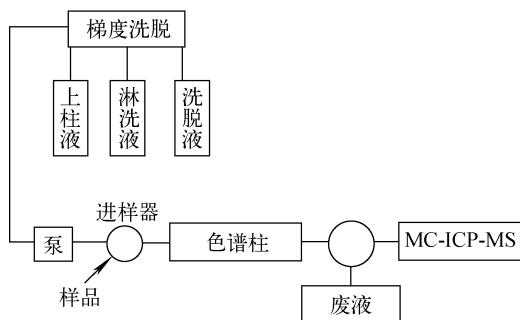 梯度洗脱
上柱液
淋洗液
洗脱液
进样器
泵
色谱柱
MC-ICP-MS
样品
废液